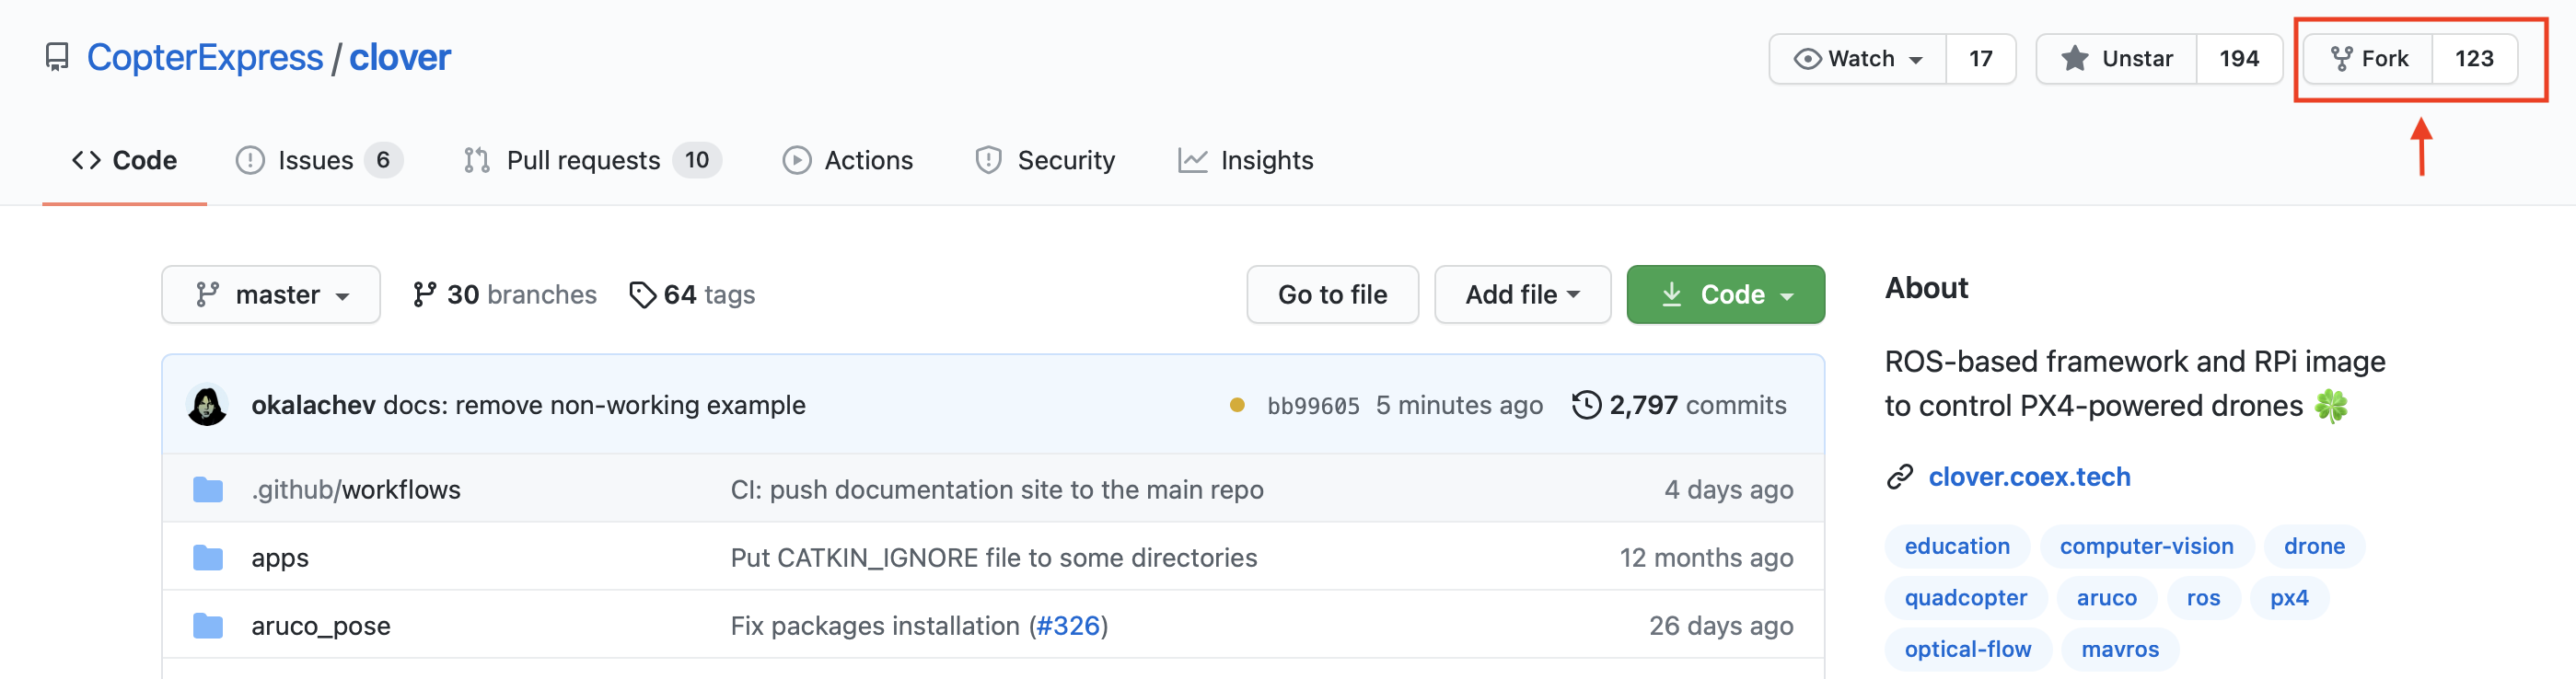 CopterExpress / clover Watch 17 Unstar 194 Fork 123
Code Issues 6 Pull requests 10 Actions Security Insights
master 30 branches 64 tags Go to file Add file Code
okalachev docs: remove non-working example bb99605 5 minutes ago 2,797 commits
.github/workflows CI: push documentation site to the main repo 4 days ago
apps Put CATKIN_IGNORE file to some directories 12 months ago
aruco_pose Fix packages installation (#326) 26 days ago
About
ROS-based framework and RPi image
to control PX4-powered drones 🍀
clover.coex.tech
education computer-vision drone
quadcopter aruco ros px4
optical-flow mavros